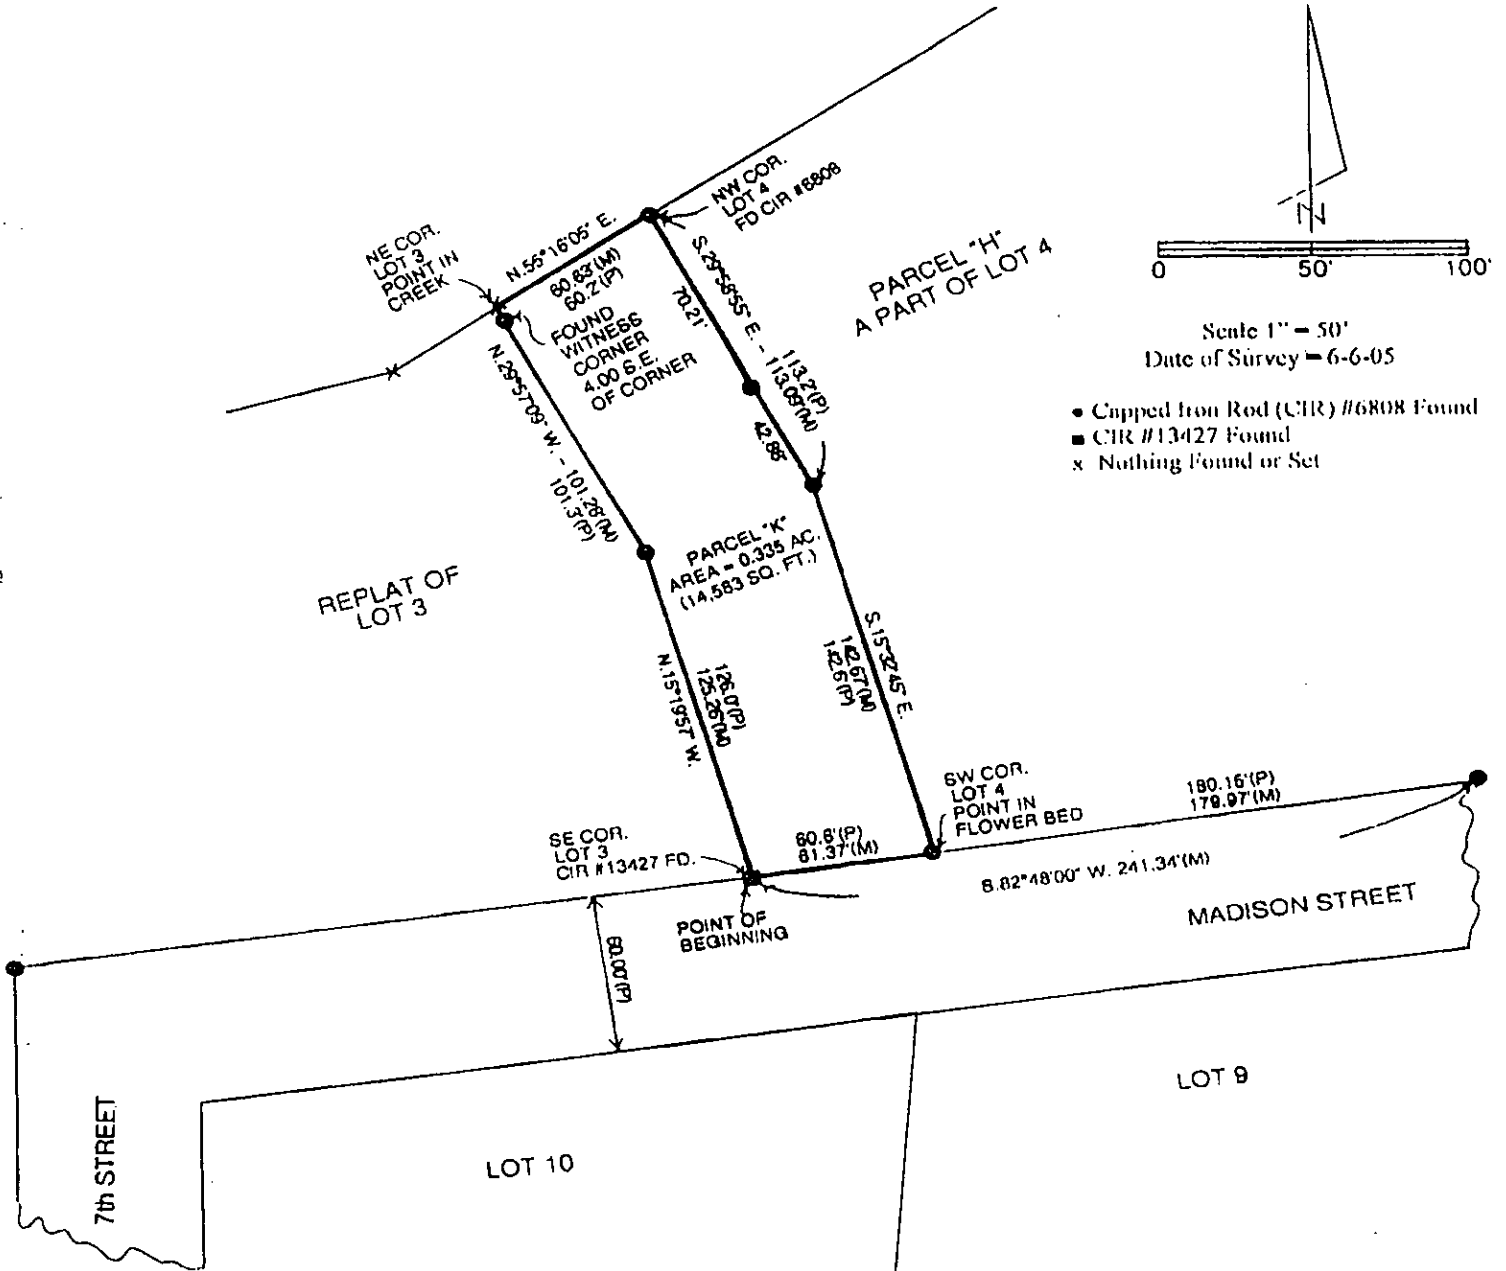 NW COR.
LOT 4
FD CIR #6808
NE COR.
LOT 3
POINT IN
CREEK
N.56°16'05" E.
60.63'(M)
60.2'(P)
FOUND
WITNESS
CORNER
4.00 S.E.
OF CORNER
S.29°58'55" E. - 113.09'(M)
113.2'(P)
70.21'
42.88'
PARCEL "H"
A PART OF LOT 4
N
0 50' 100'
Scale 1" = 50'
Date of Survey = 6-6-05
• Capped Iron Rod (CIR) #6808 Found
■ CIR #13427 Found
x Nothing Found or Set
N.29°57'09" W. - 101.28'(M)
101.3'(P)
PARCEL "K"
AREA = 0.335 AC.
(14,583 SQ. FT.)
REPLAT OF
LOT 3
S.15°32'45" E.
142.67'(M)
142.6'(P)
126.0'(P)
125.26'(M)
N.15°19'57" W.
SW COR.
LOT 4
POINT IN
FLOWER BED
180.16'(P)
179.97'(M)
SE COR.
LOT 3
CIR #13427 FD.
60.8'(P)
61.37'(M)
S.82°48'00" W. 241.34'(M)
MADISON STREET
POINT OF
BEGINNING
60.00'(P)
7th STREET
LOT 10
LOT 9